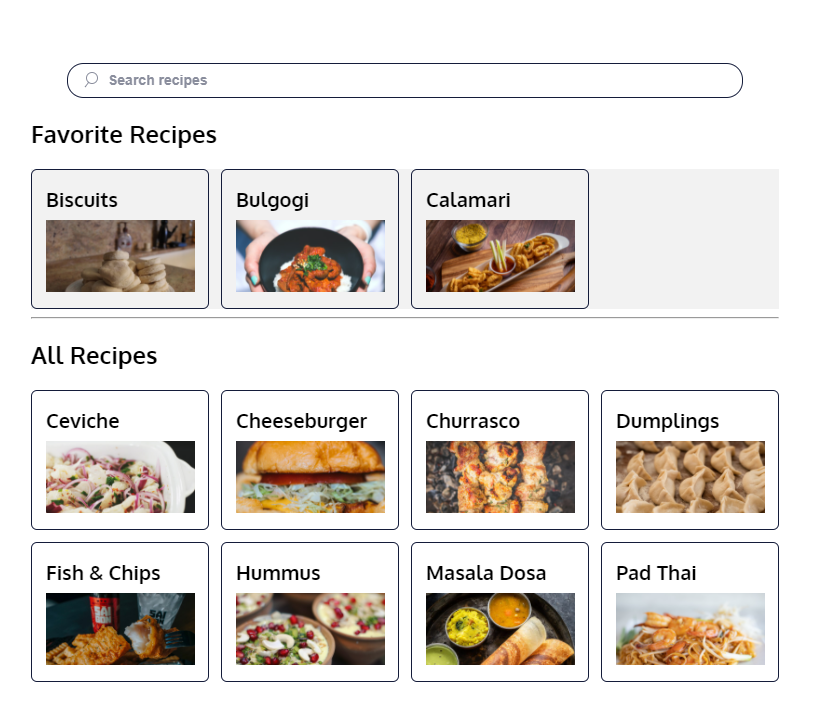 Search recipes
Favorite Recipes
Biscuits
Bulgogi
Calamari
All Recipes
Ceviche
Cheeseburger
Churrasco
Dumplings
Fish & Chips
Hummus
Masala Dosa
Pad Thai